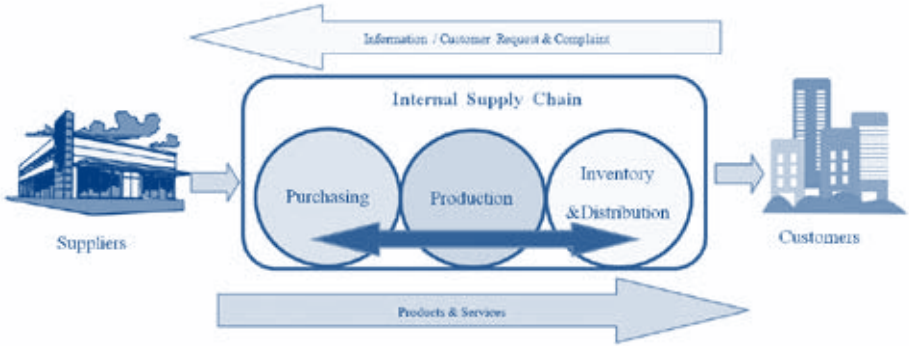 Information / Customer Request & Complaint
Internal Supply Chain
Purchasing
Production
Inventory
&Distribution
Suppliers
Customers
Products & Services